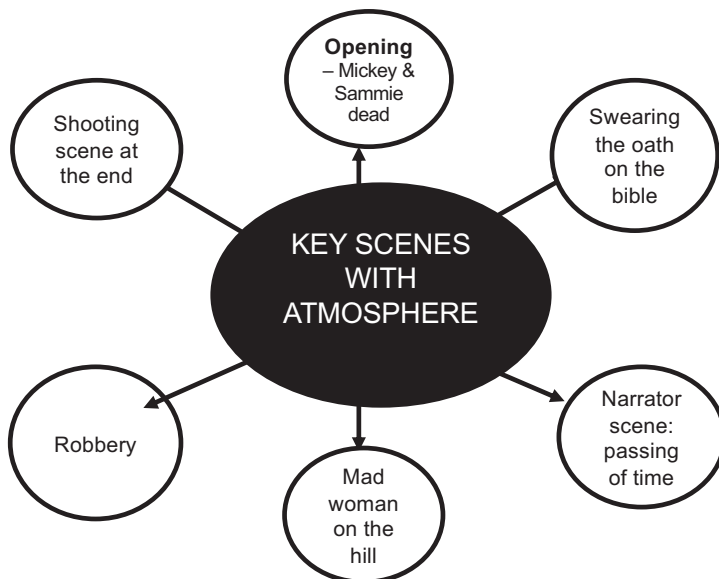 Opening
– Mickey &
Sammie
dead
Shooting
scene at
the end
Swearing
the oath
on the
bible
KEY SCENES
WITH
ATMOSPHERE
Robbery
Mad
woman
on the
hill
Narrator
scene:
passing
of time